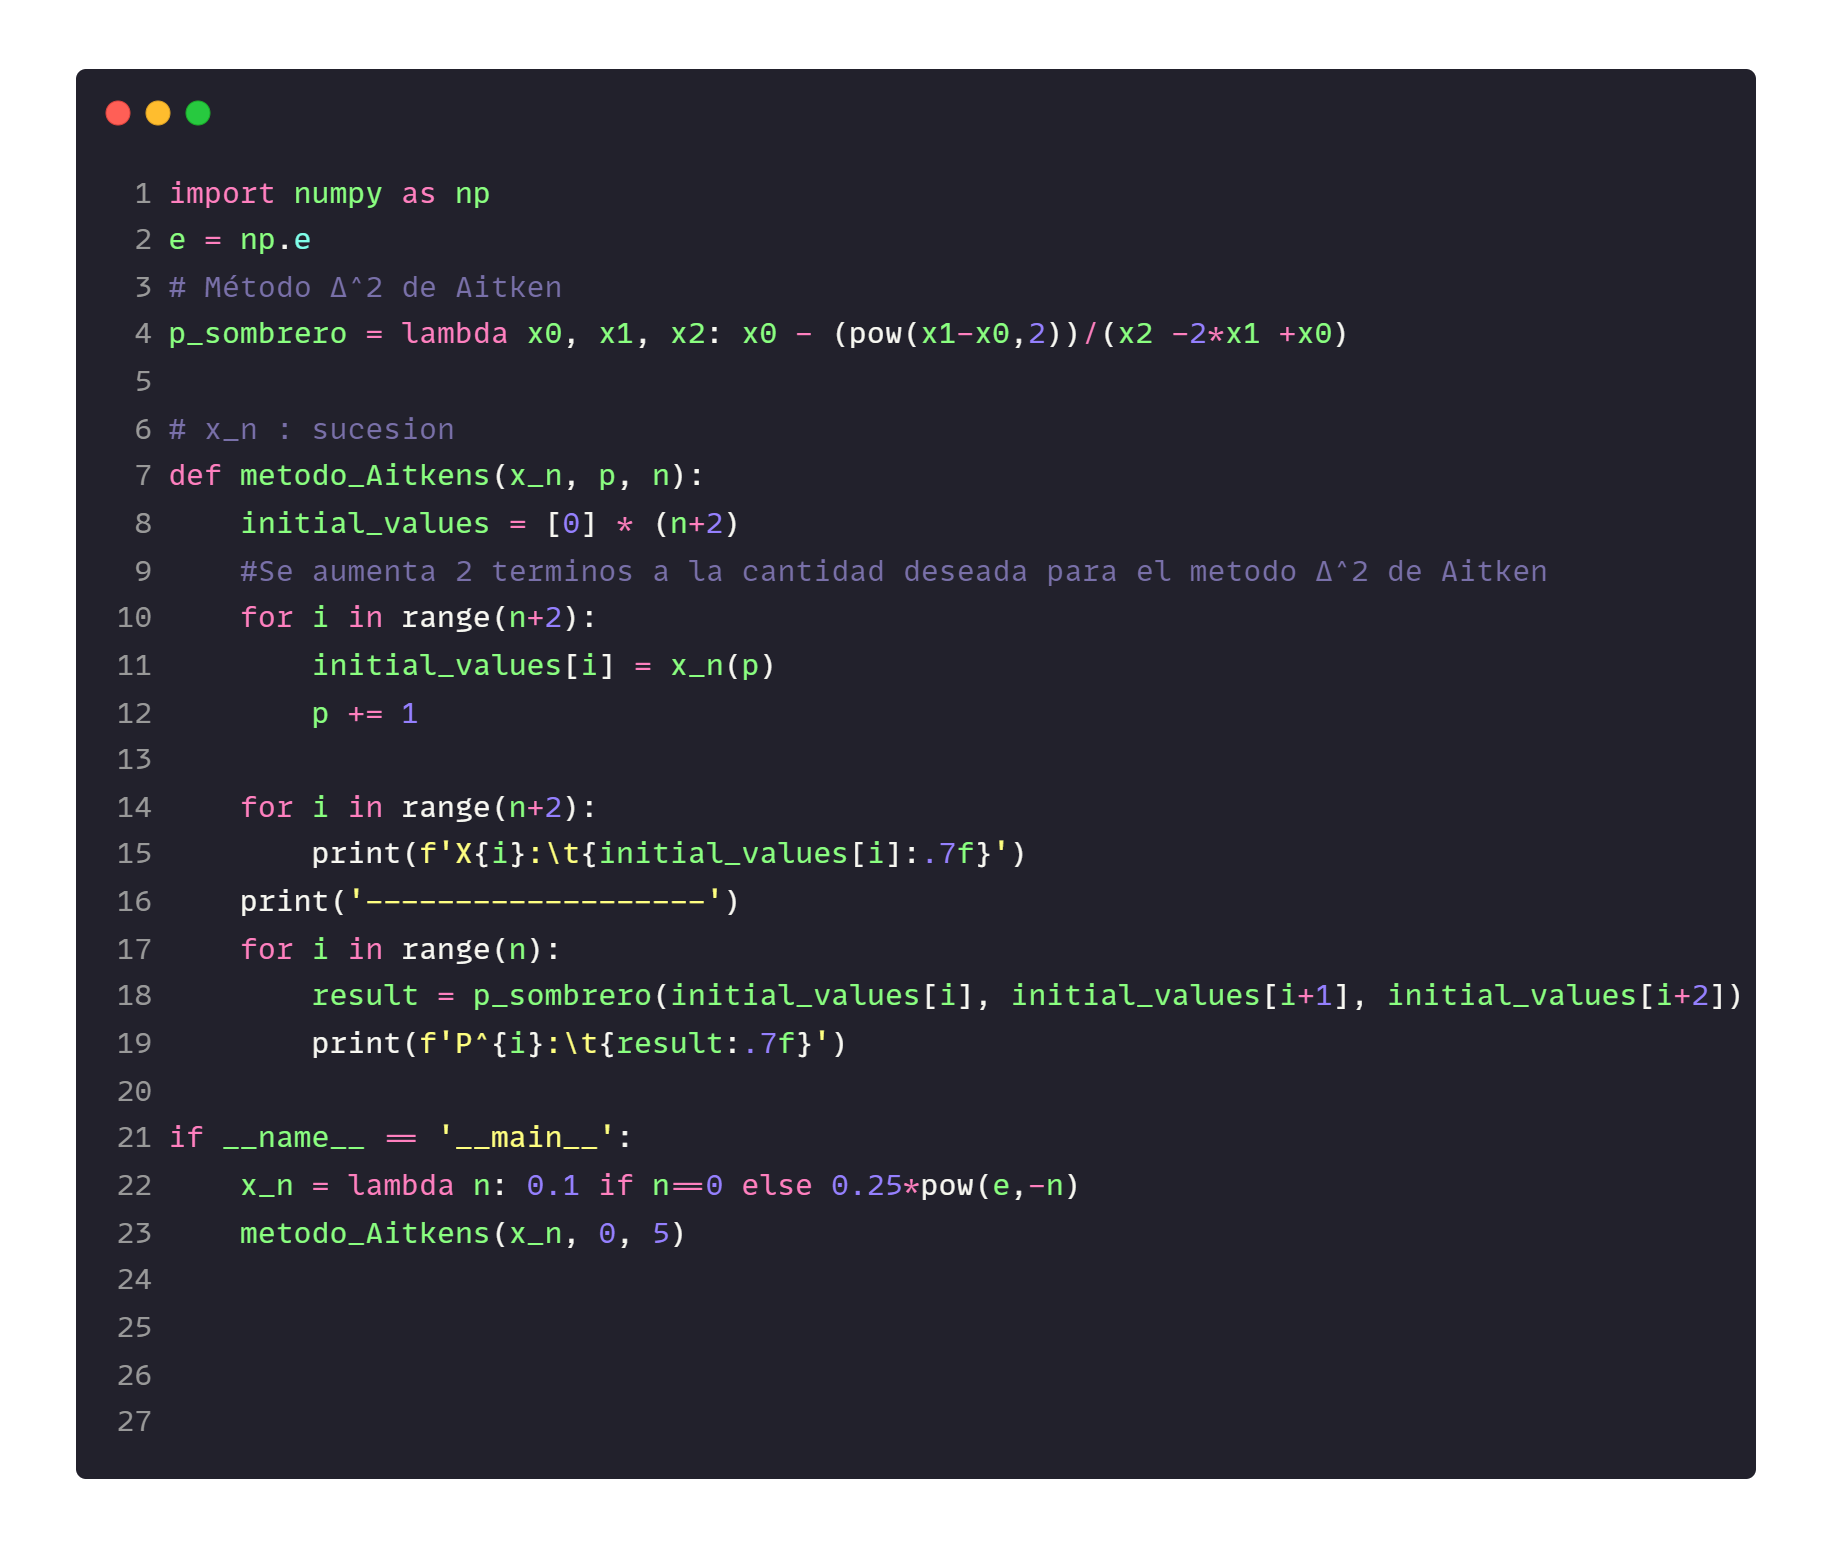 1 import numpy as np
2 e = np.e
3 # Método Δ^2 de Aitken
4 p_sombrero = lambda x0, x1, x2: x0 - (pow(x1-x0,2))/(x2 -2*x1 +x0)
5
6 # x_n : sucesion
7 def metodo_Aitkens(x_n, p, n):
8     initial_values = [0] * (n+2)
9     #Se aumenta 2 terminos a la cantidad deseada para el metodo Δ^2 de Aitken
10     for i in range(n+2):
11         initial_values[i] = x_n(p)
12         p += 1
13
14     for i in range(n+2):
15         print(f'X{i}:\t{initial_values[i]:.7f}')
16     print('-------------------')
17     for i in range(n):
18         result = p_sombrero(initial_values[i], initial_values[i+1], initial_values[i+2])
19         print(f'P^{i}:\t{result:.7f}')
20
21 if __name__ == '__main__':
22     x_n = lambda n: 0.1 if n==0 else 0.25*pow(e,-n)
23     metodo_Aitkens(x_n, 0, 5)
24
25
26
27